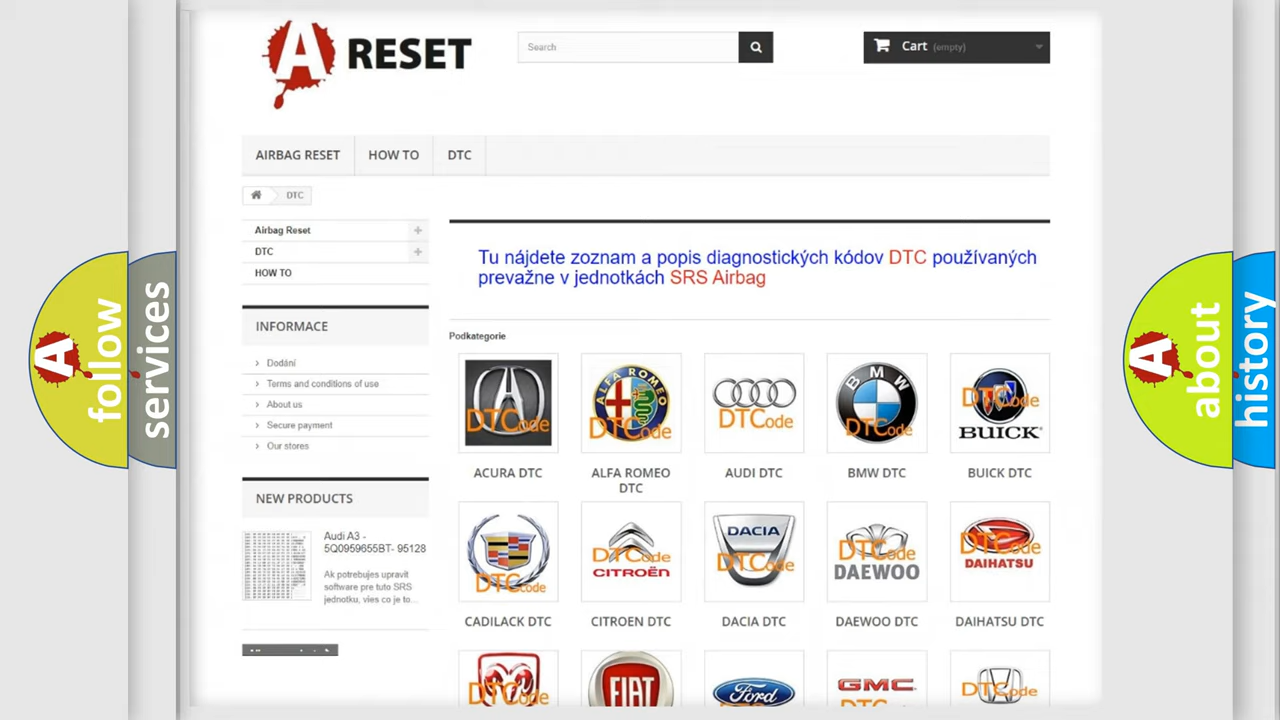 A RESET
Search
Cart (empty)
AIRBAG RESET
HOW TO
DTC
DTC
Airbag Reset
DTC
HOW TO
Tu nájdete zoznam a popis diagnostických kódov DTC používaných
prevažne v jednotkách SRS Airbag
INFORMACE
Dodání
Terms and conditions of use
About us
Secure payment
Our stores
Podkategorie
DTCode
ALFA ROMEO
DTCode
DTCode
BMW
DTCode
DTCode
BUICK
ACURA DTC
ALFA ROMEO
DTC
AUDI DTC
BMW DTC
BUICK DTC
NEW PRODUCTS
Audi A3 -
5Q0959655BT- 95128
Ak potrebujes upravit
software pre tuto SRS
jednotku, vies co je to...
DTCode
DTCode
CITROËN
DACIA
DTCode
DTCode
DAEWOO
DTCode
DAIHATSU
CADILACK DTC
CITROEN DTC
DACIA DTC
DAEWOO DTC
DAIHATSU DTC
DTCode
FIAT
Ford
GMC
DTCode
A follow
services
A about
history